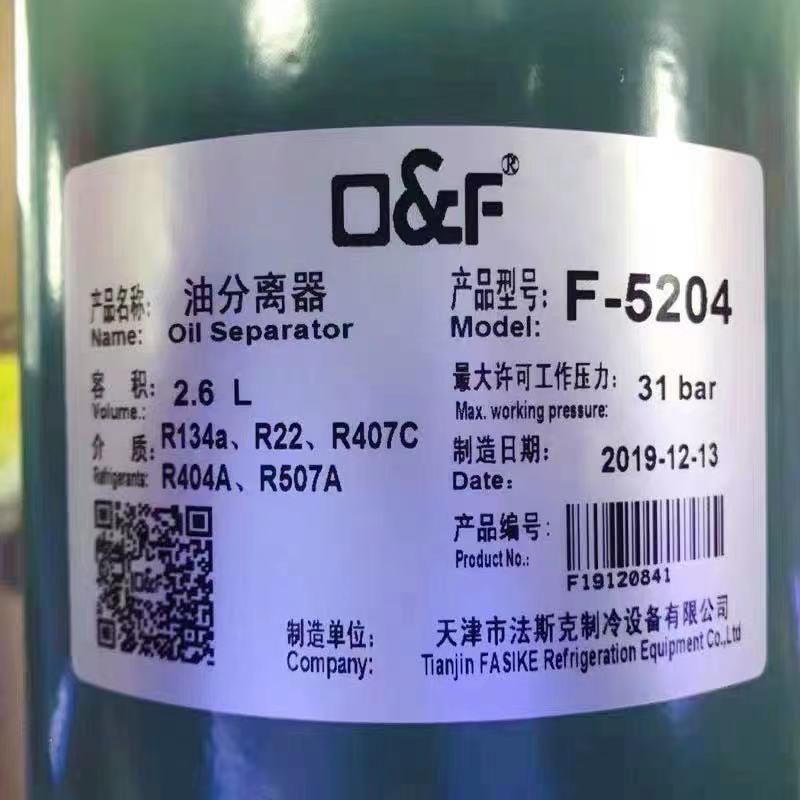 O&F®
产品名称: 油分离器
Name: Oil Separator
产品型号: F-5204
Model:
容 积: 2.6 L
Volume.:
最大许可工作压力: 31 bar
Max. working pressure:
介 质: R134a、R22、R407C
Refrigerants: R404A、R507A
制造日期: 2019-12-13
Date:
产品编号:
Product No.:
F19120841
O&F
制造单位: 天津市法斯克制冷设备有限公司
Company: Tianjin FASIKE Refrigeration Equipment Co.,Ltd